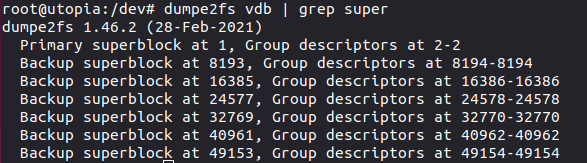 root@utopia:/dev# dumpe2fs vdb | grep super
dumpe2fs 1.46.2 (28-Feb-2021)
  Primary superblock at 1, Group descriptors at 2-2
  Backup superblock at 8193, Group descriptors at 8194-8194
  Backup superblock at 16385, Group descriptors at 16386-16386
  Backup superblock at 24577, Group descriptors at 24578-24578
  Backup superblock at 32769, Group descriptors at 32770-32770
  Backup superblock at 40961, Group descriptors at 40962-40962
  Backup superblock at 49153, Group descriptors at 49154-49154